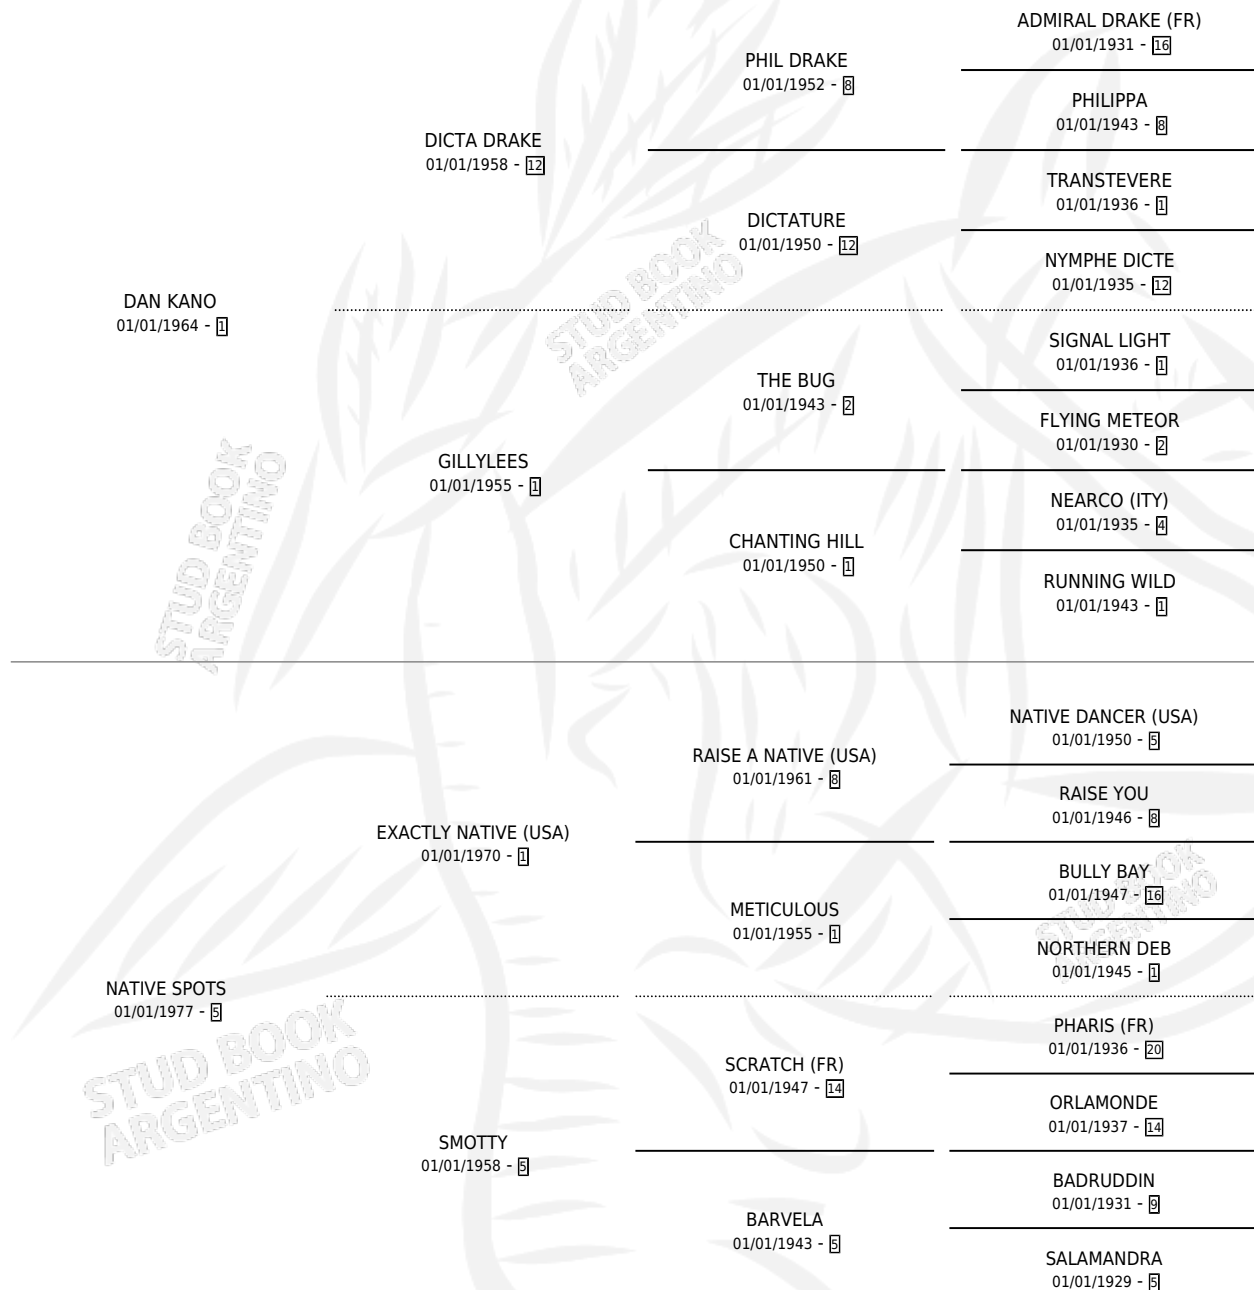 ADMIRAL DRAKE (FR)
01/01/1931 - 16
PHIL DRAKE
01/01/1952 - 8
PHILIPPA
01/01/1943 - 8
DICTA DRAKE
01/01/1958 - 12
TRANSTEVERE
01/01/1936 - 1
DICTATURE
01/01/1950 - 12
NYMPHE DICTE
01/01/1935 - 12
DAN KANO
01/01/1964 - 1
SIGNAL LIGHT
01/01/1936 - 1
THE BUG
01/01/1943 - 2
FLYING METEOR
01/01/1930 - 2
GILLYLEES
01/01/1955 - 1
NEARCO (ITY)
01/01/1935 - 4
CHANTING HILL
01/01/1950 - 1
RUNNING WILD
01/01/1943 - 1
NATIVE DANCER (USA)
01/01/1950 - 5
RAISE A NATIVE (USA)
01/01/1961 - 8
RAISE YOU
01/01/1946 - 8
EXACTLY NATIVE (USA)
01/01/1970 - 1
BULLY BAY
01/01/1947 - 16
METICULOUS
01/01/1955 - 1
NORTHERN DEB
01/01/1945 - 1
NATIVE SPOTS
01/01/1977 - 5
PHARIS (FR)
01/01/1936 - 20
SCRATCH (FR)
01/01/1947 - 14
ORLAMONDE
01/01/1937 - 14
SMOTTY
01/01/1958 - 5
BADRUDDIN
01/01/1931 - 9
BARVELA
01/01/1943 - 5
SALAMANDRA
01/01/1929 - 5
STUD BOOK
ARGENTINO
STUD BOOK
ARGENTINO
STUD BOOK
ARGENTINO
STUD BOOK
ARGENTINO